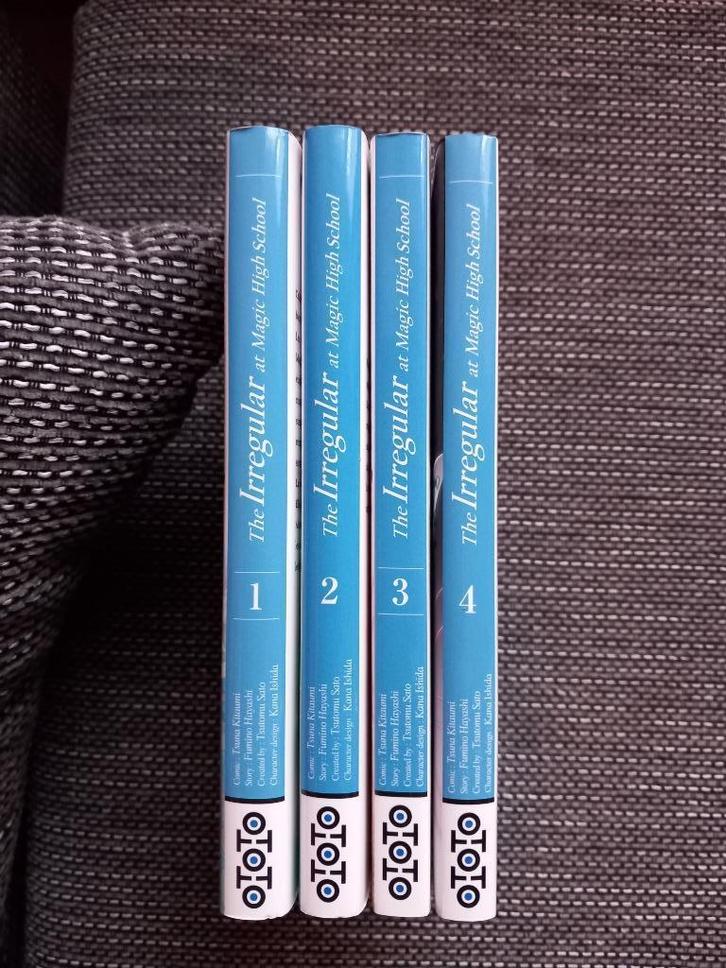 The Irregular at Magic High School
1
Comic : Tsuna Kitaumi
Story : Fumino Hayashi
Created by : Tsutomu Sato
Character design : Kana Ishida
OTOTO
The Irregular at Magic High School
2
Comic : Tsuna Kitaumi
Story : Fumino Hayashi
Created by : Tsutomu Sato
Character design : Kana Ishida
OTOTO
The Irregular at Magic High School
3
Comic : Tsuna Kitaumi
Story : Fumino Hayashi
Created by : Tsutomu Sato
Character design : Kana Ishida
OTOTO
The Irregular at Magic High School
4
Comic : Tsuna Kitaumi
Story : Fumino Hayashi
Created by : Tsutomu Sato
Character design : Kana Ishida
OTOTO